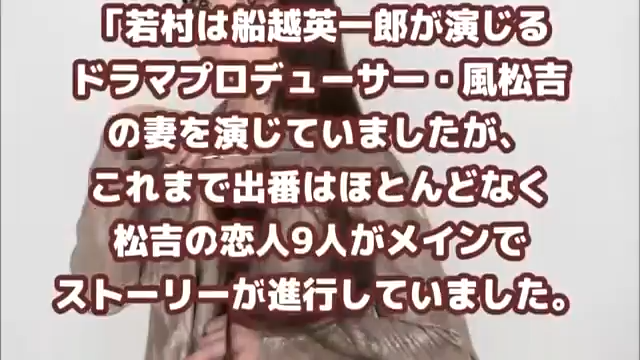 「若村は船越英一郎が演じる
ドラマプロデューサー・風松吉
の妻を演じていましたが、
これまで出番はほとんどなく
松吉の恋人9人がメインで
ストーリーが進行していました。